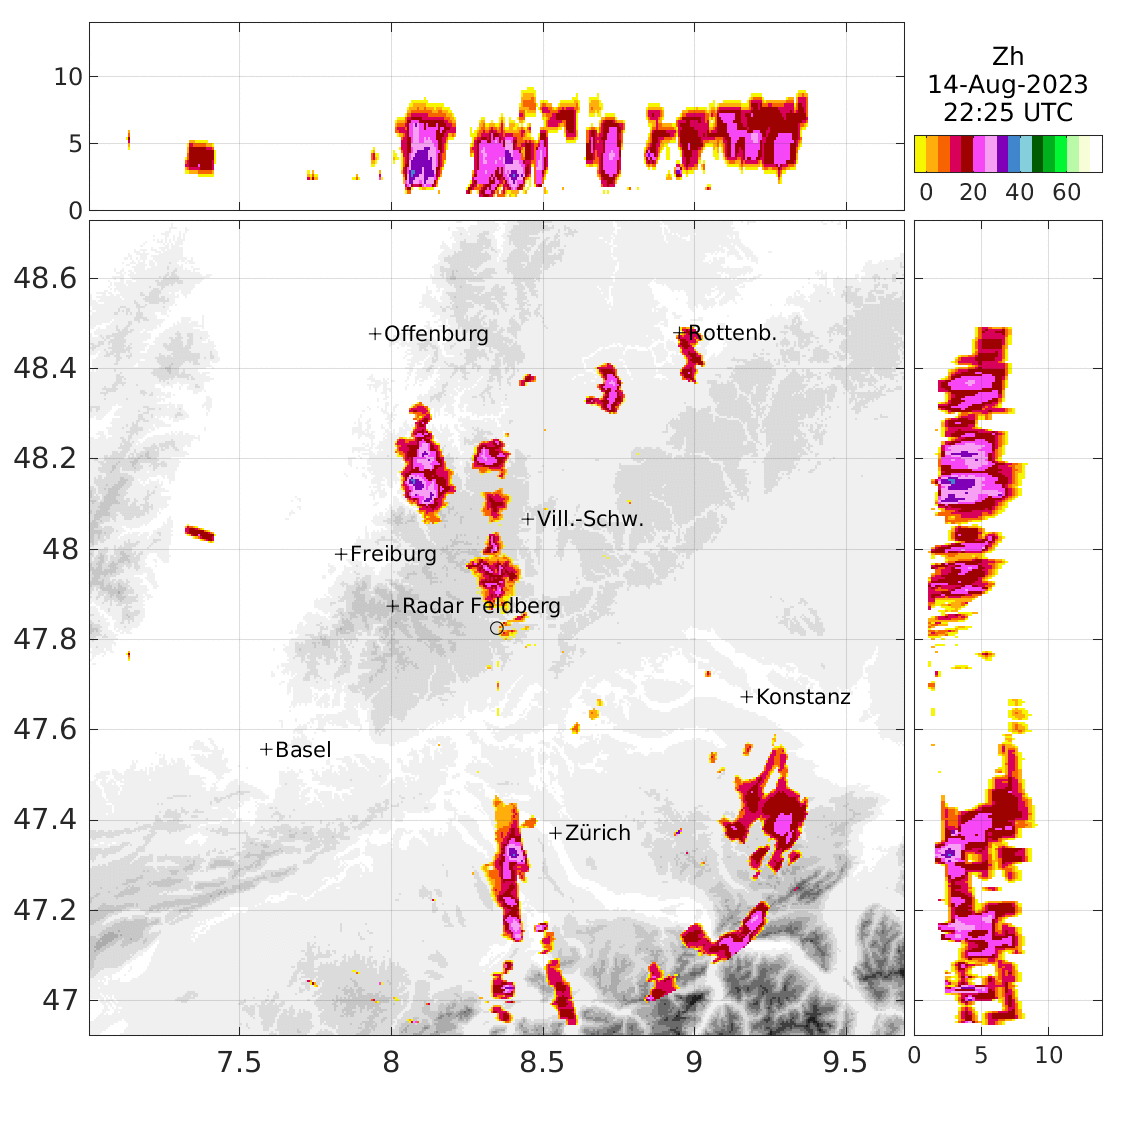 10
5
0
Zh
14-Aug-2023
22:25 UTC
0 20 40 60
48.6
48.4
48.2
48
47.8
47.6
47.4
47.2
47
Offenburg
Rottenb.
Vill.-Schw.
Freiburg
Radar Feldberg
Konstanz
Basel
Zürich
7.5 8 8.5 9 9.5
0 5 10